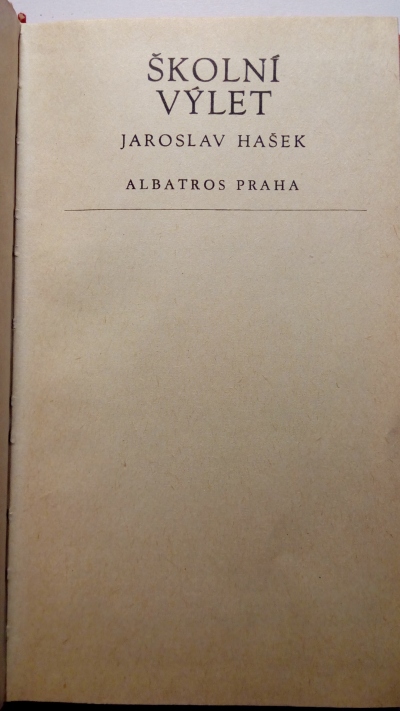 ŠKOLNÍ
VÝLET
JAROSLAV HAŠEK
ALBATROS PRAHA